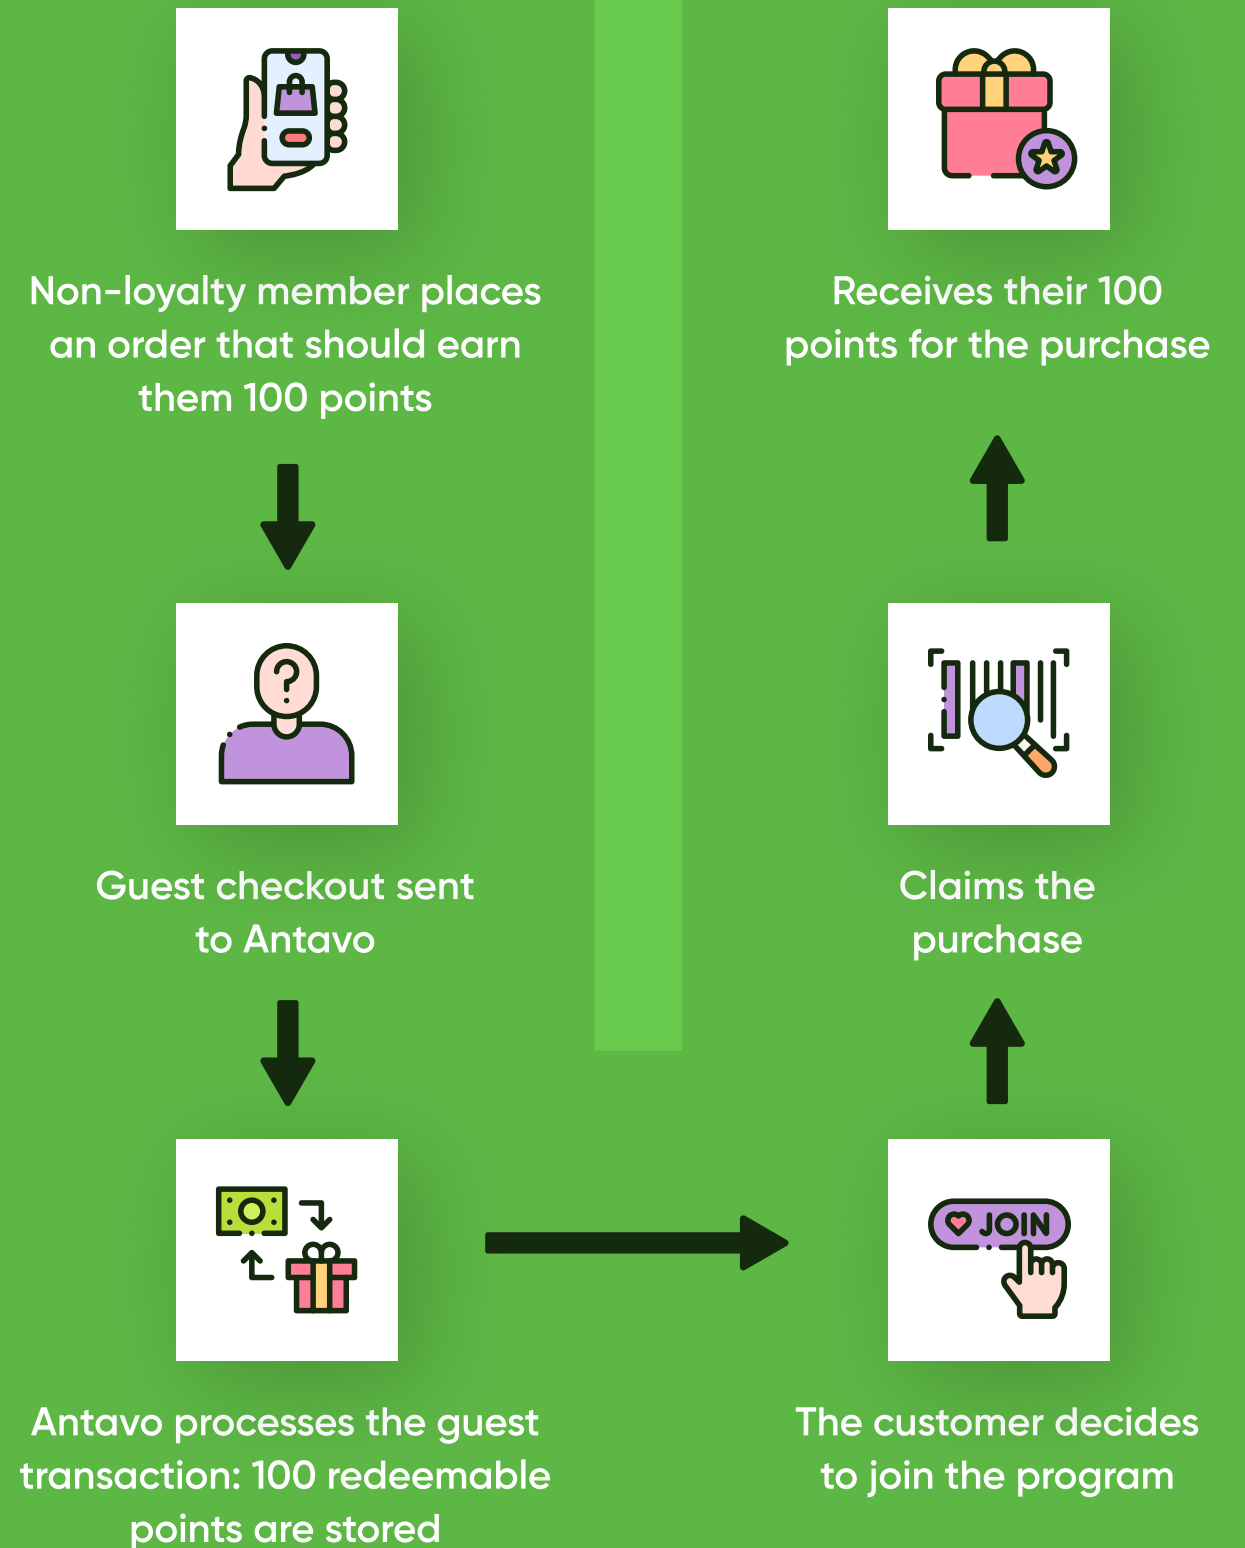 Non-loyalty member places
an order that should earn
them 100 points
?
Guest checkout sent
to Antavo
Antavo processes the guest
transaction: 100 redeemable
points are stored
JOIN
The customer decides
to join the program
Claims the
purchase
Receives their 100
points for the purchase